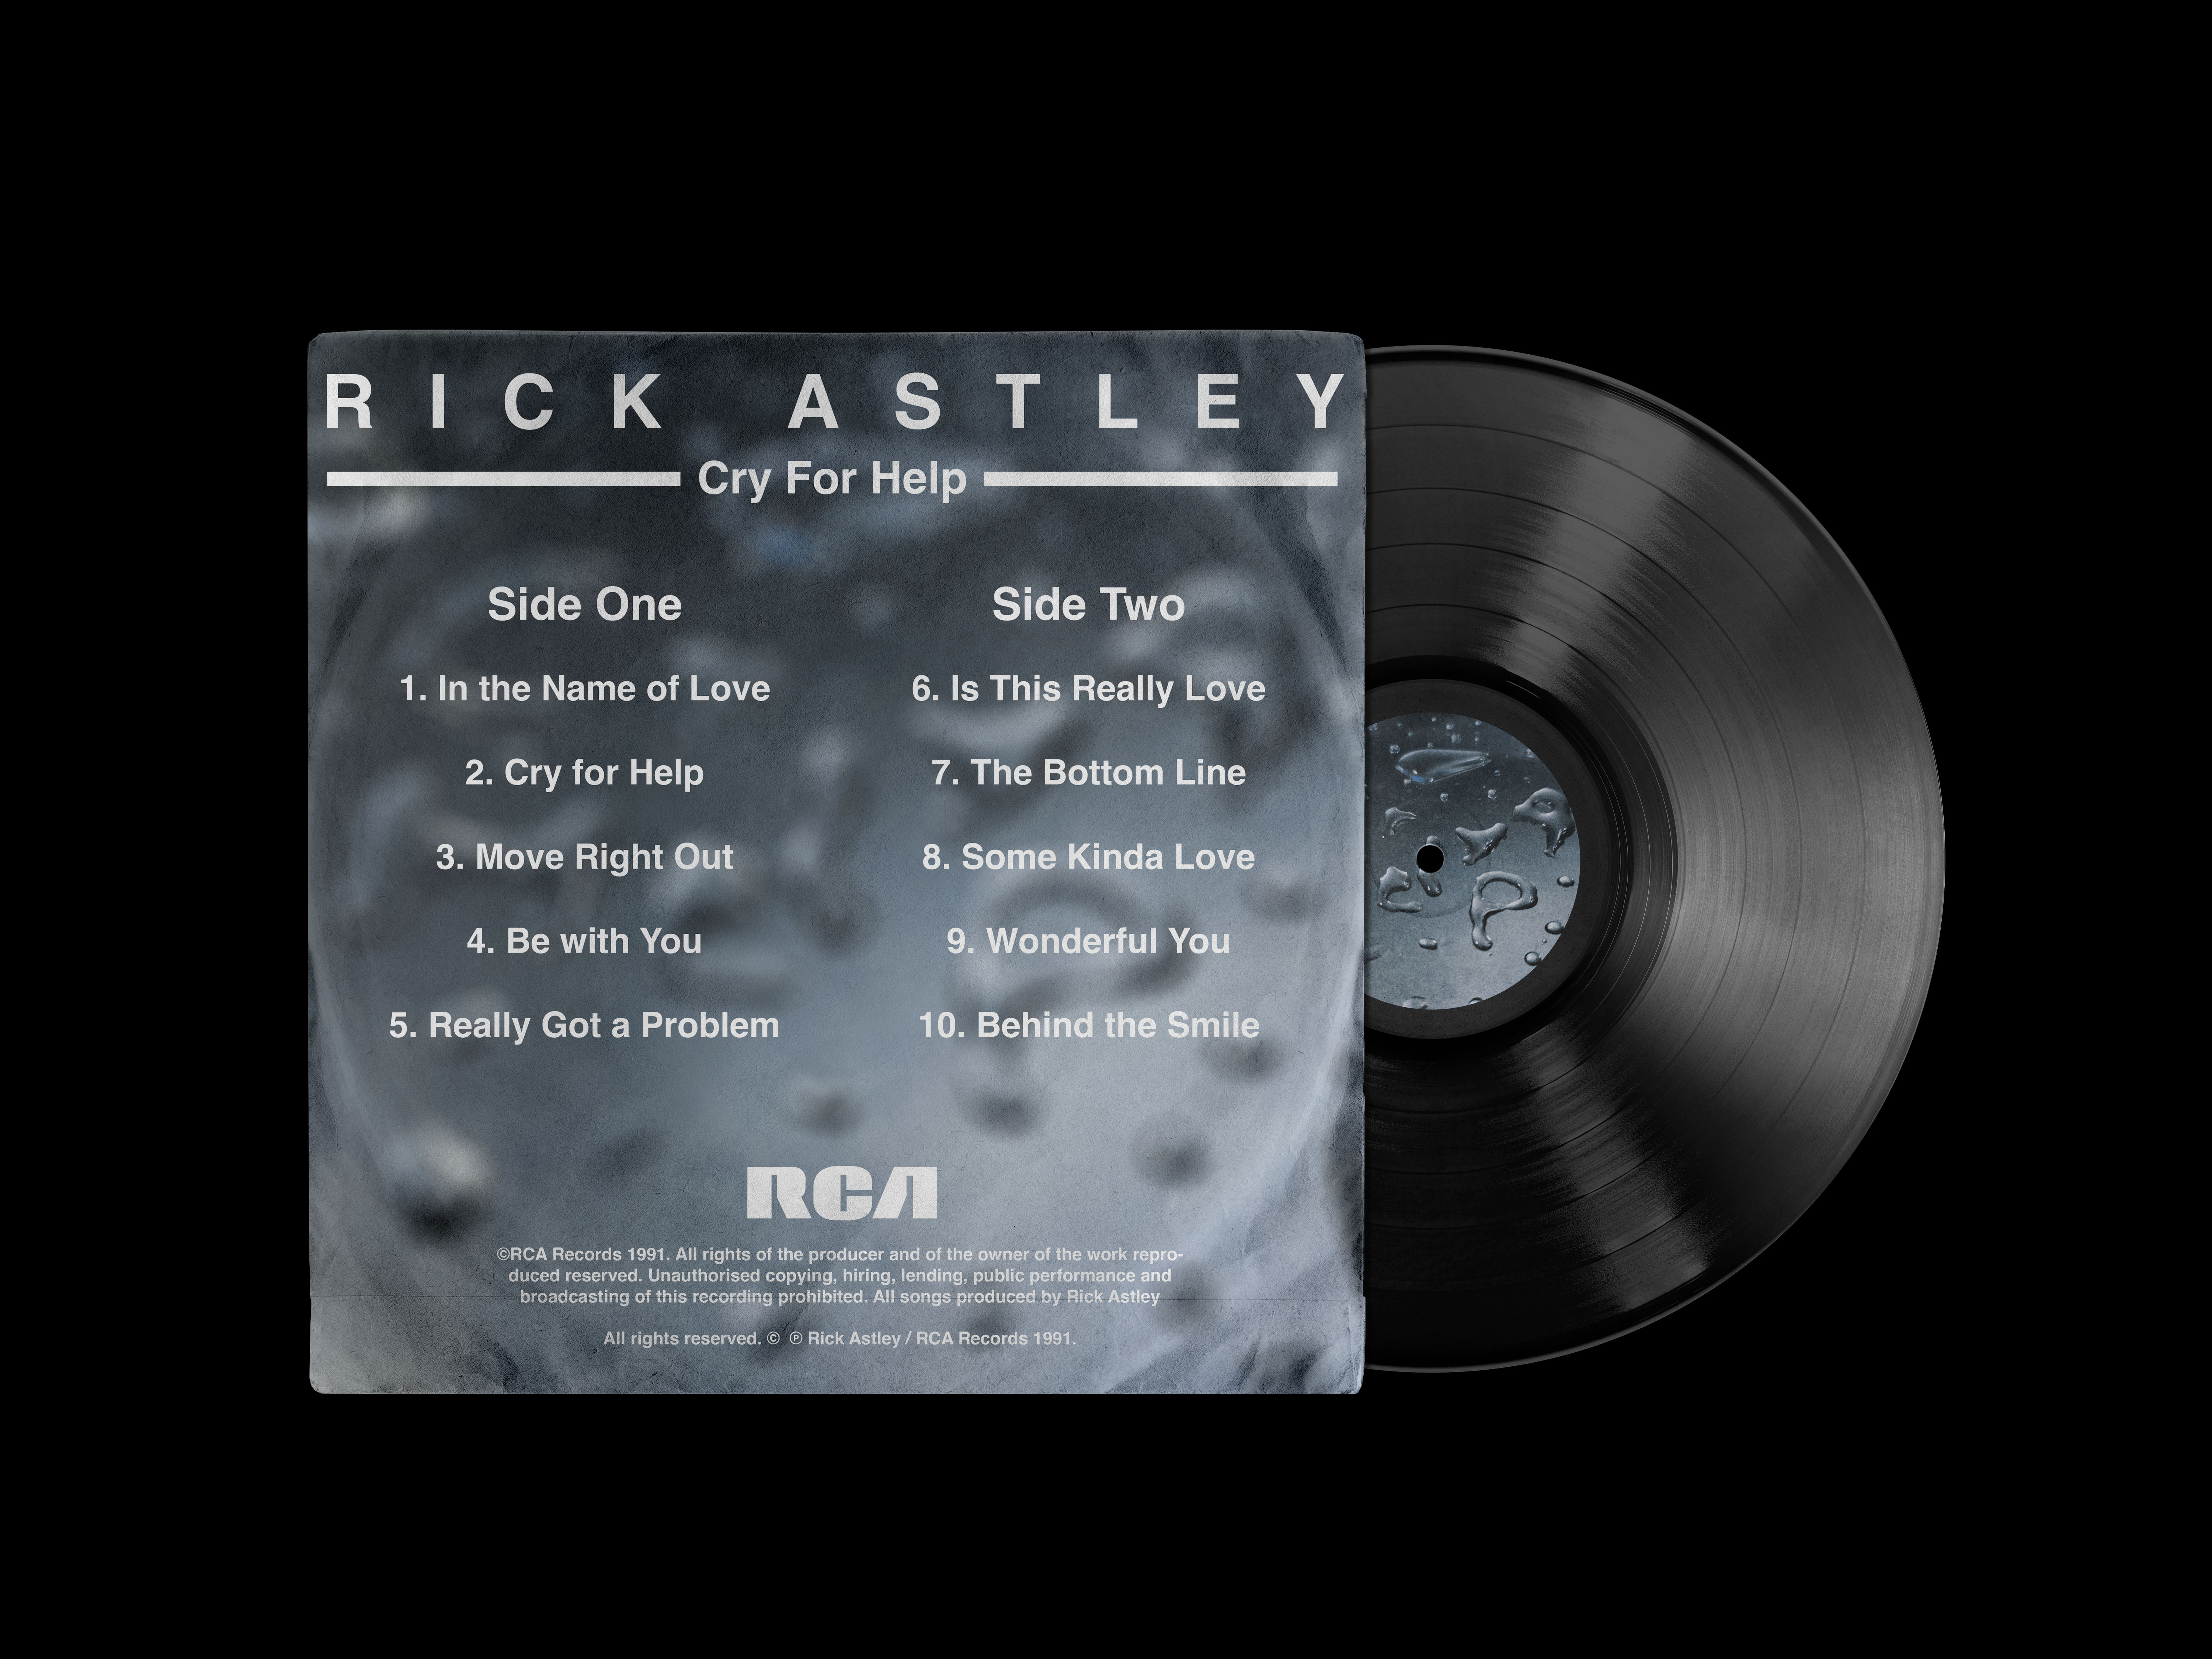 RICK ASTLEY
Cry For Help
Side One
1. In the Name of Love
2. Cry for Help
3. Move Right Out
4. Be with You
5. Really Got a Problem
Side Two
6. Is This Really Love
7. The Bottom Line
8. Some Kinda Love
9. Wonderful You
10. Behind the Smile
RCA
©RCA Records 1991. All rights of the producer and of the owner of the work repro-
duced reserved. Unauthorised copying, hiring, lending, public performance and
broadcasting of this recording prohibited. All songs produced by Rick Astley
All rights reserved. © ℗ Rick Astley / RCA Records 1991.